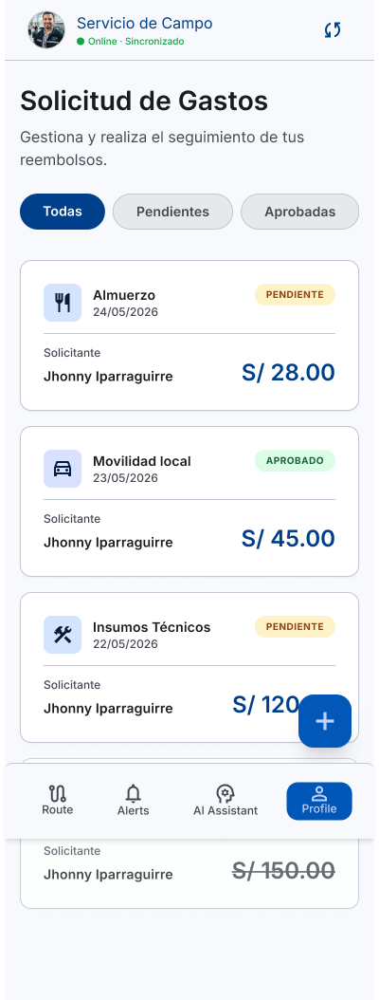 Servicio de Campo
Online · Sincronizado
Solicitud de Gastos
Gestiona y realiza el seguimiento de tus
reembolsos.
Todas
Pendientes
Aprobadas
Almuerzo
PENDIENTE
24/05/2026
Solicitante
Jhonny Iparraguirre
S/ 28.00
Movilidad local
APROBADO
23/05/2026
Solicitante
Jhonny Iparraguirre
S/ 45.00
Insumos Técnicos
PENDIENTE
22/05/2026
Solicitante
Jhonny Iparraguirre
S/ 120
Route
Alerts
AI Assistant
Profile
Solicitante
Jhonny Iparraguirre
S/ 150.00